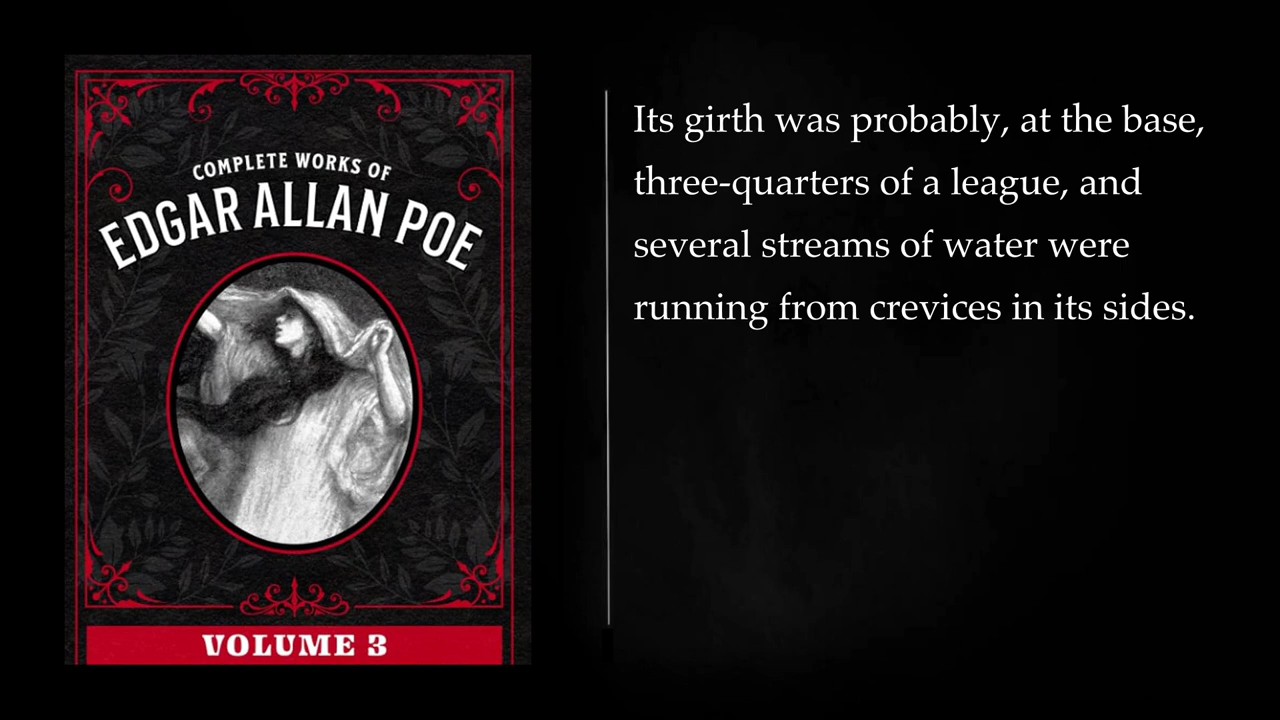 COMPLETE WORKS OF
EDGAR ALLAN POE
VOLUME 3
Its girth was probably, at the base,
three-quarters of a league, and
several streams of water were
running from crevices in its sides.